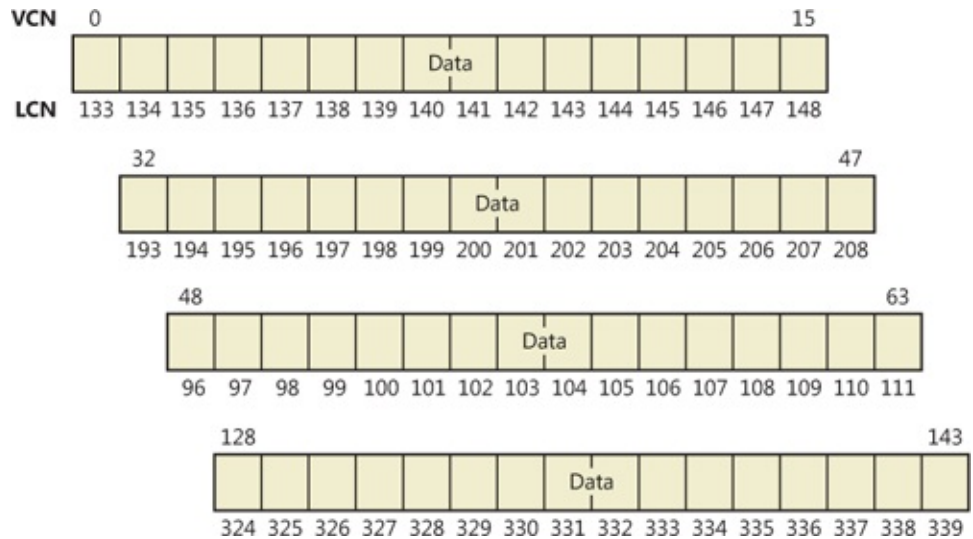 VCN 0 15
Data
LCN 133 134 135 136 137 138 139 140 141 142 143 144 145 146 147 148
32 47
Data
193 194 195 196 197 198 199 200 201 202 203 204 205 206 207 208
48 63
Data
96 97 98 99 100 101 102 103 104 105 106 107 108 109 110 111
128 143
Data
324 325 326 327 328 329 330 331 332 333 334 335 336 337 338 339